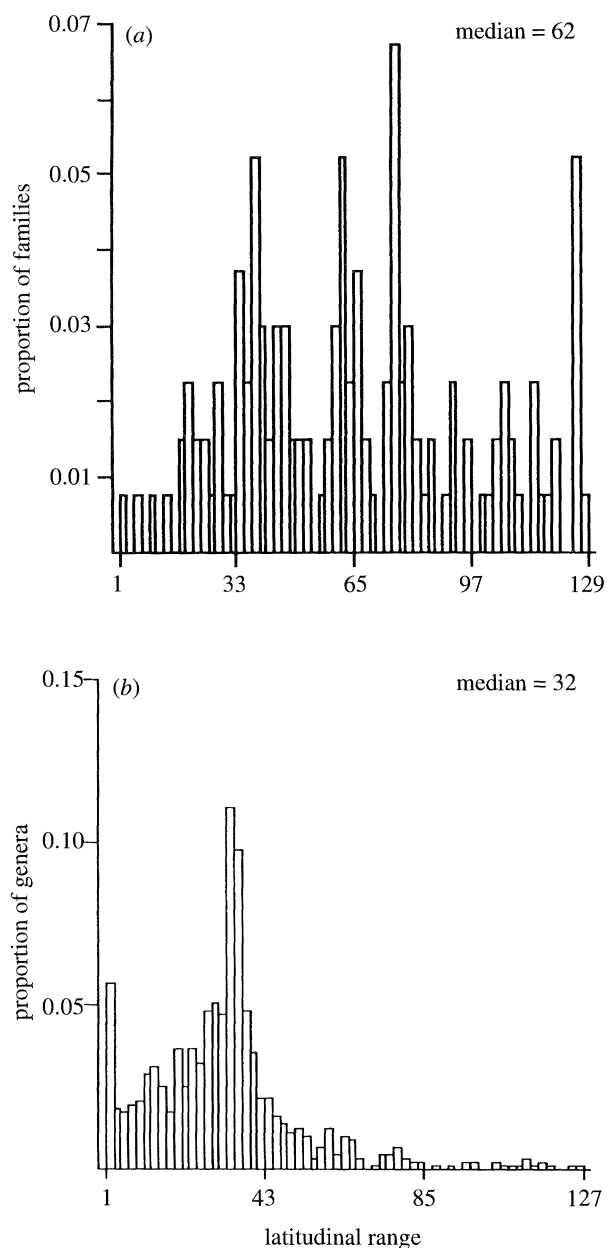 (a)
median = 62
0.07
0.05
0.03
0.01
proportion of families
1 33 65 97 129
(b)
median = 32
0.15
0.10
0.05
proportion of genera
1 43 85 127
latitudinal range